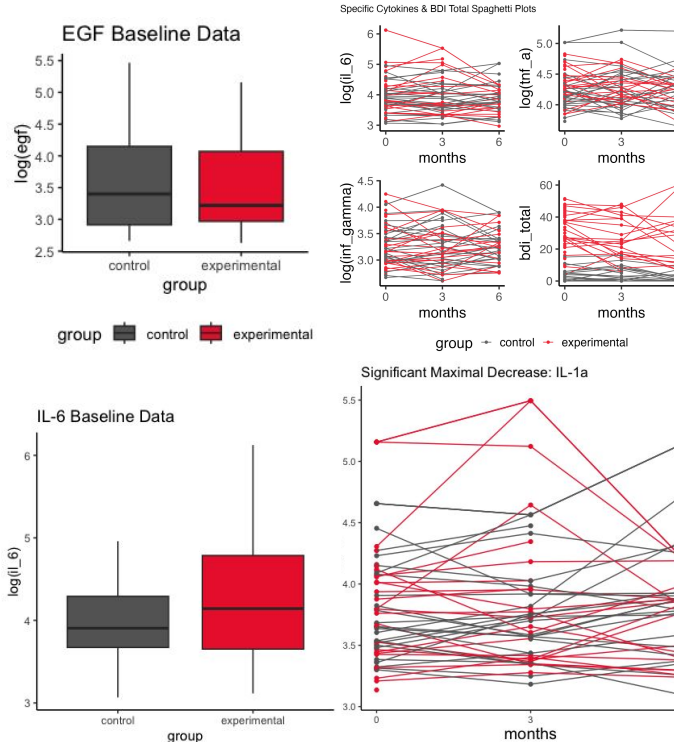 EGF Baseline Data
log(egf)
5.5
5.0
4.5
4.0
3.5
3.0
2.5
control experimental
group
group control experimental
Specific Cytokines & BDI Total Spaghetti Plots
log(il_6)
6
5
4
3
0 3 6
months
log(tnf_a)
5.0
4.5
4.0
0 3
months
log(inf_gamma)
4.5
4.0
3.5
3.0
0 3 6
months
bdi_total
60
40
20
0
0 3
months
group control experimental
IL-6 Baseline Data
log(il_6)
6
5
4
3
control experimental
group
Significant Maximal Decrease: IL-1a
5.5
5.0
4.5
4.0
3.5
3.0
0 3
months